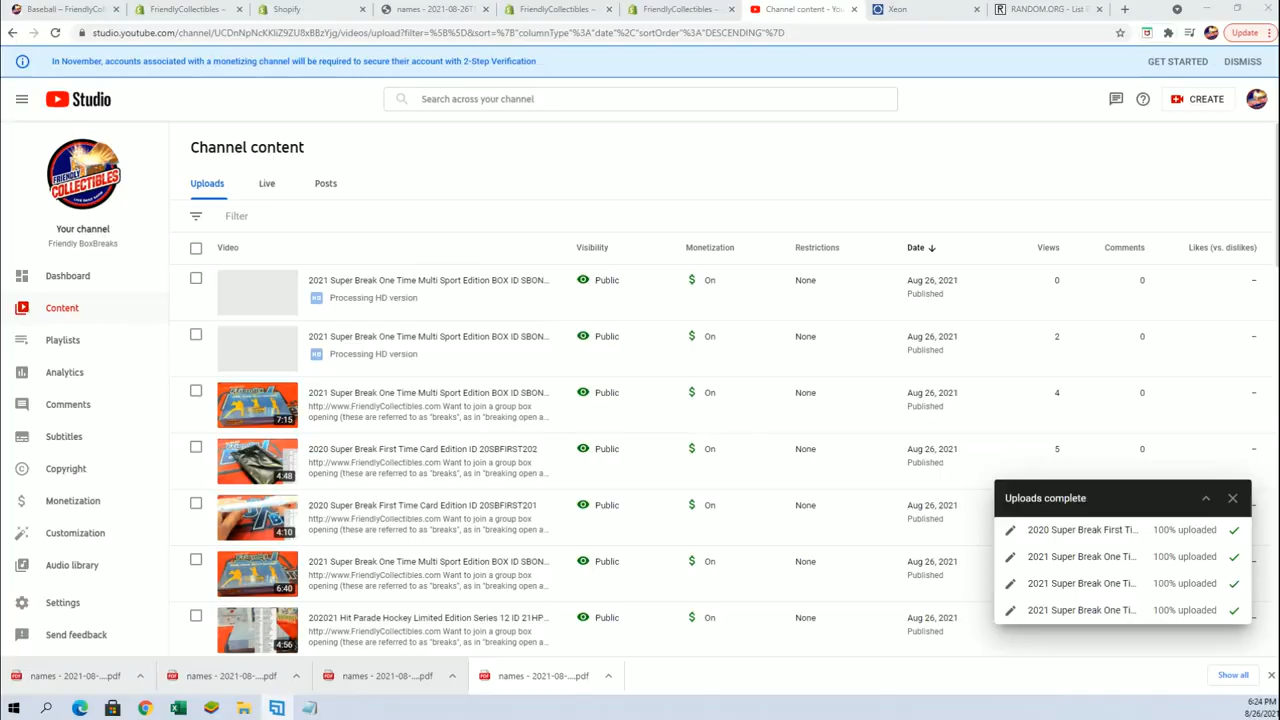 Baseball – FriendlyCollectibles
FriendlyCollectibles –
Shopify
names - 2021-08-26T
FriendlyCollectibles –
FriendlyCollectibles –
Channel content - You
Xeon
RANDOM.ORG - List
studio.youtube.com/channel/UCDnNpNcKKliZ9ZU8xBBzYjg/videos/upload?filter=%5B%5D&sort=%7B"columnType"%3A"date"%2C"sortOrder"%3A"DESCENDING"%7D
Update
In November, accounts associated with a monetizing channel will be required to secure their account with 2-Step Verification
GET STARTED
DISMISS
Studio
Search across your channel
CREATE
FRIENDLY
COLLECTIBLES
Your channel
Friendly BoxBreaks
Dashboard
Content
Playlists
Analytics
Comments
Subtitles
Copyright
Monetization
Customization
Audio library
Settings
Send feedback
Channel content
Uploads
Live
Posts
Filter
Video
Visibility
Monetization
Restrictions
Date
Views
Comments
Likes (vs. dislikes)
2021 Super Break One Time Multi Sport Edition BOX ID SBON...
HD Processing HD version
Public
$ On
None
Aug 26, 2021
Published
0
0
–
2021 Super Break One Time Multi Sport Edition BOX ID SBON...
HD Processing HD version
Public
$ On
None
Aug 26, 2021
Published
2
0
–
7:15
2021 Super Break One Time Multi Sport Edition BOX ID SBON...
http://www.FriendlyCollectibles.com Want to join a group box
opening (these are referred to as "breaks", as in "breaking open a...
Public
$ On
None
Aug 26, 2021
Published
4
0
–
4:48
2020 Super Break First Time Card Edition ID 20SBFIRST202
http://www.FriendlyCollectibles.com Want to join a group box
opening (these are referred to as "breaks", as in "breaking open a...
Public
$ On
None
Aug 26, 2021
Published
5
0
–
4:10
2020 Super Break First Time Card Edition ID 20SBFIRST201
http://www.FriendlyCollectibles.com Want to join a group box
opening (these are referred to as "breaks", as in "breaking open a...
Public
$ On
None
Aug 26, 2021
Published
6:40
2021 Super Break One Time Multi Sport Edition BOX ID SBON...
http://www.FriendlyCollectibles.com Want to join a group box
opening (these are referred to as "breaks", as in "breaking open a...
Public
$ On
None
Aug 26, 2021
Published
4:56
202021 Hit Parade Hockey Limited Edition Series 12 ID 21HP...
http://www.FriendlyCollectibles.com Want to join a group box
opening (these are referred to as "breaks", as in "breaking open a...
Public
$ On
None
Aug 26, 2021
Published
Uploads complete
2020 Super Break First Ti... 100% uploaded
2021 Super Break One Ti... 100% uploaded
2021 Super Break One Ti... 100% uploaded
2021 Super Break One Ti... 100% uploaded
names - 2021-08-....pdf
names - 2021-08-....pdf
names - 2021-08-....pdf
names - 2021-08-....pdf
Show all
6:24 PM
8/26/2021